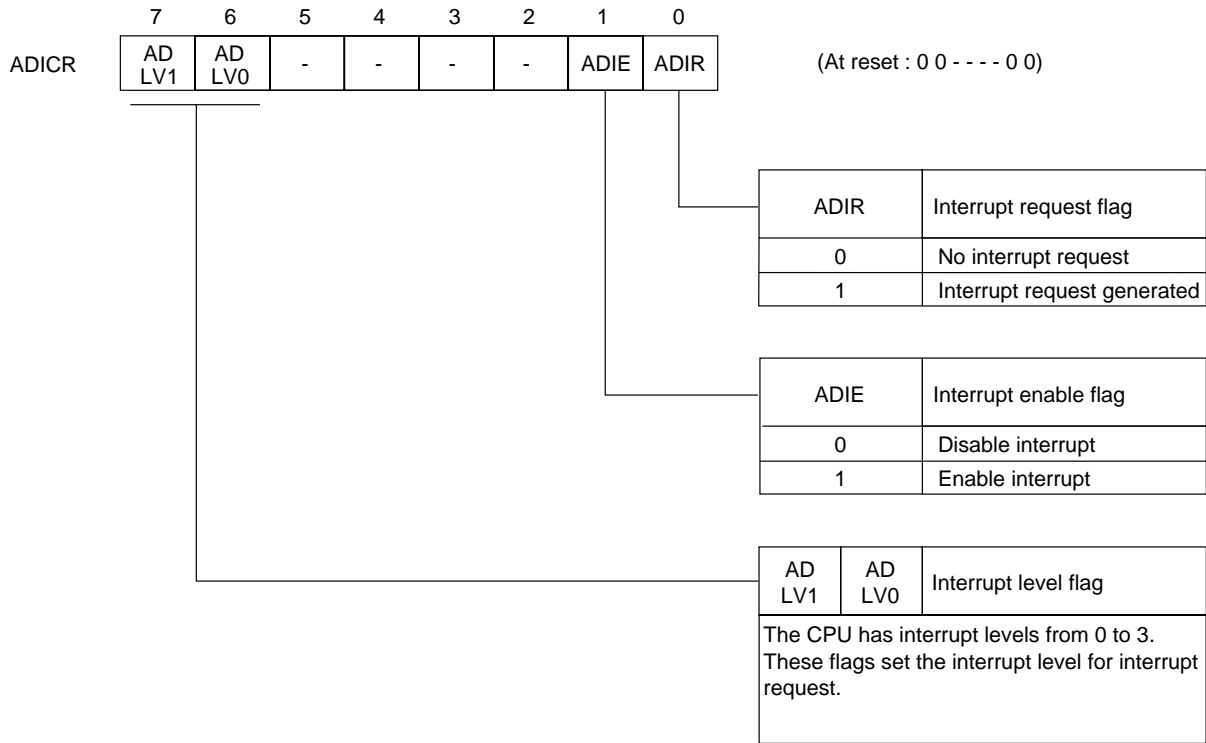 7 6 5 4 3 2 1 0
ADICR AD LV1 AD LV0 - - - - ADIE ADIR (At reset : 0 0 - - - - 0 0)
ADIR Interrupt request flag
0 No interrupt request
1 Interrupt request generated
ADIE Interrupt enable flag
0 Disable interrupt
1 Enable interrupt
AD LV1 AD LV0 Interrupt level flag
The CPU has interrupt levels from 0 to 3.
These flags set the interrupt level for interrupt
request.